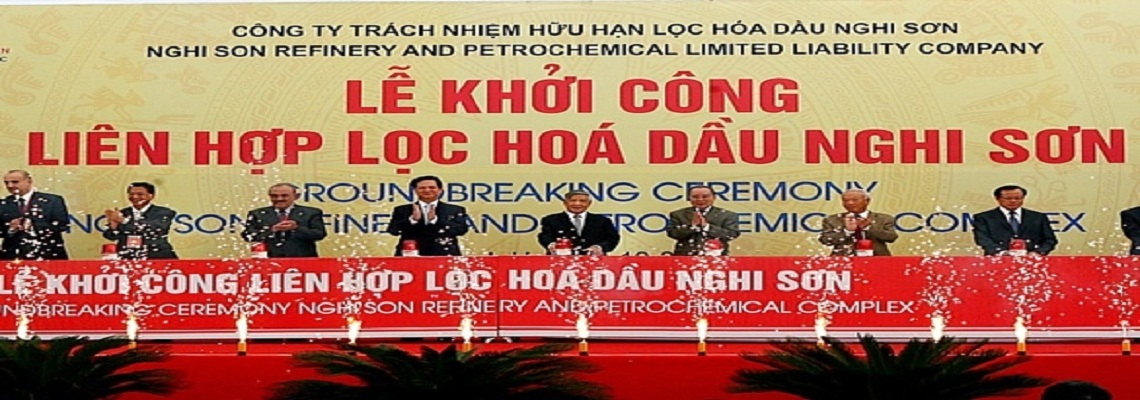 CÔNG TY TRÁCH NHIỆM HỮU HẠN LỌC HÓA DẦU NGHI SƠN
NGHI SON REFINERY AND PETROCHEMICAL LIMITED LIABILITY COMPANY
LỄ KHỞI CÔNG
LIÊN HỢP LỌC HOÁ DẦU NGHI SƠN
GROUNDBREAKING CEREMONY
COMPLEX
LỄ KHỞI CÔNG LIÊN HỢP LỌC HOÁ DẦU NGHI SƠN
NDBREAKING CEREMONY NGHI SON REFINERY AND PETROCHEMICAL COMPLEX